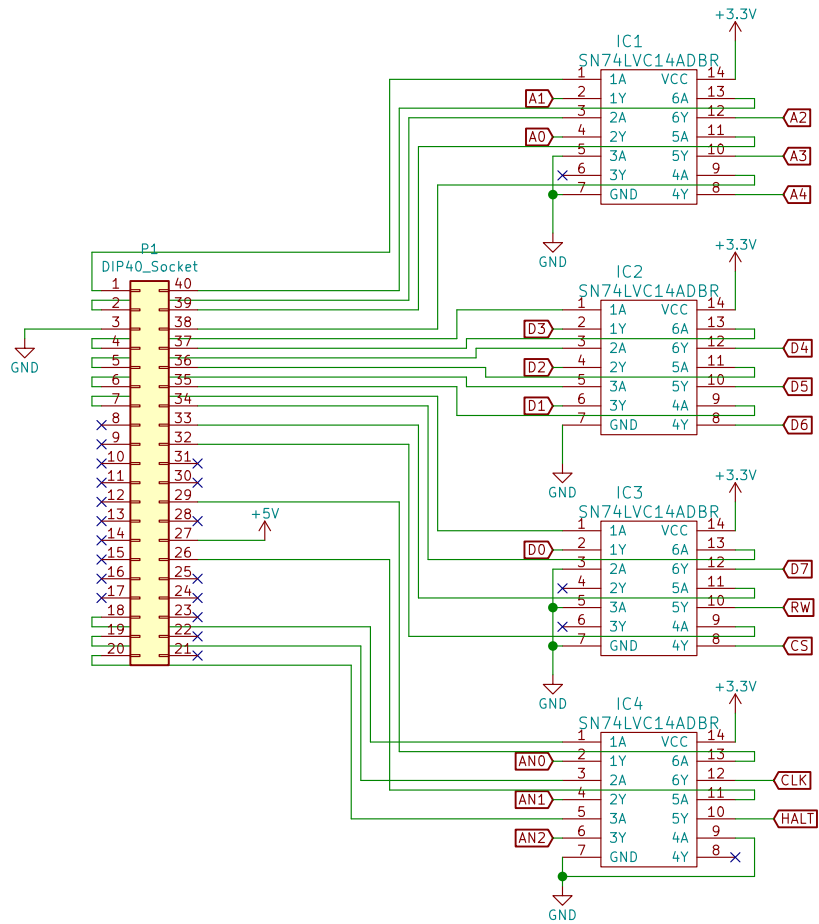 +3.3V
IC1
SN74LVC14ADBR
1 1A VCC 14
A1 2 1Y 6A 13
3 2A 6Y 12 A2
A0 4 2Y 5A 11
5 3A 5Y 10 A3
6 3Y 4A 9
7 GND 4Y 8 A4
GND
+3.3V
IC2
SN74LVC14ADBR
1 1A VCC 14
D3 2 1Y 6A 13
3 2A 6Y 12 D4
D2 4 2Y 5A 11
5 3A 5Y 10 D5
D1 6 3Y 4A 9
7 GND 4Y 8 D6
GND
P1
DIP40_Socket
1 40
2 39
3 38
4 37
5 36
6 35
7 34
8 33
9 32
10 31
11 30
12 29
13 28
14 27
15 26
16 25
17 24
18 23
19 22
20 21
GND
+5V
+3.3V
IC3
SN74LVC14ADBR
1 1A VCC 14
D0 2 1Y 6A 13
3 2A 6Y 12 D7
4 2Y 5A 11
5 3A 5Y 10 RW
6 3Y 4A 9
7 GND 4Y 8 CS
GND
+3.3V
IC4
SN74LVC14ADBR
1 1A VCC 14
AN0 2 1Y 6A 13
3 2A 6Y 12 CLK
AN1 4 2Y 5A 11
5 3A 5Y 10 HALT
AN2 6 3Y 4A 9
7 GND 4Y 8
GND